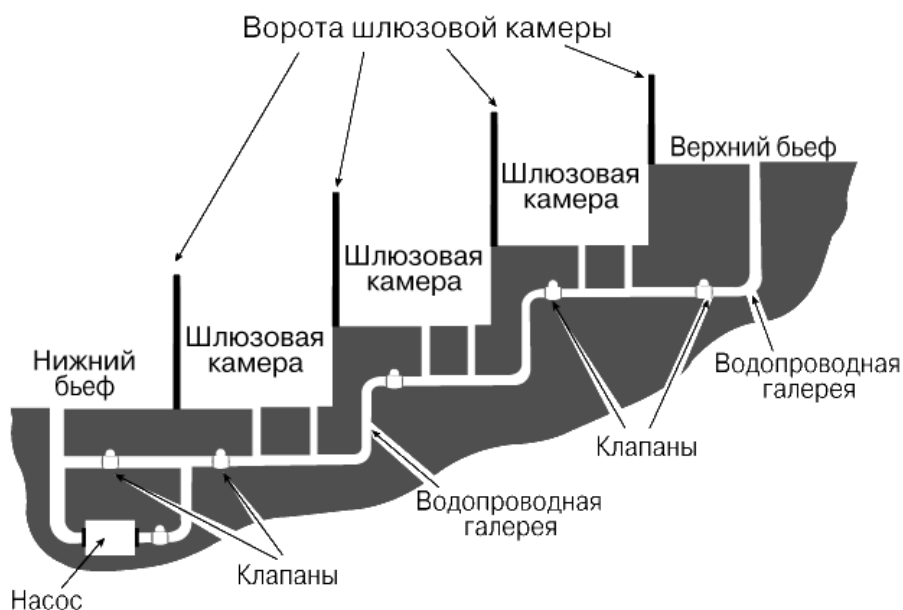 Ворота шлюзовой камеры
Верхний бьеф
Шлюзовая
камера
Шлюзовая
камера
Шлюзовая
камера
Нижний
бьеф
Водопроводная
галерея
Клапаны
Водопроводная
галерея
Клапаны
Насос